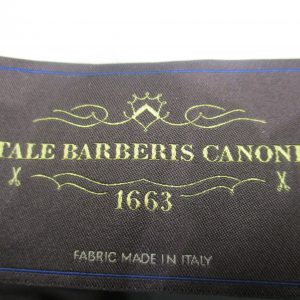 TALE BARBERIS CANONI
1663
FABRIC MADE IN ITALY